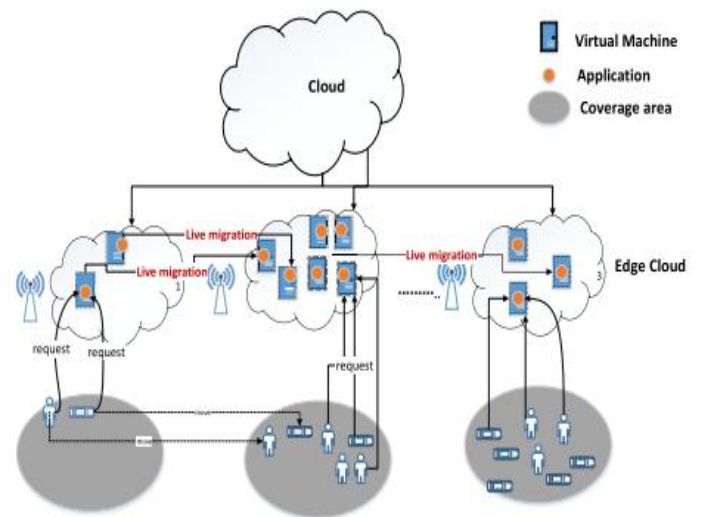 Virtual Machine
Cloud
Application
Coverage area
Live migration
Live migration
1
Live migration
3
Edge Cloud
..........
request
request
request